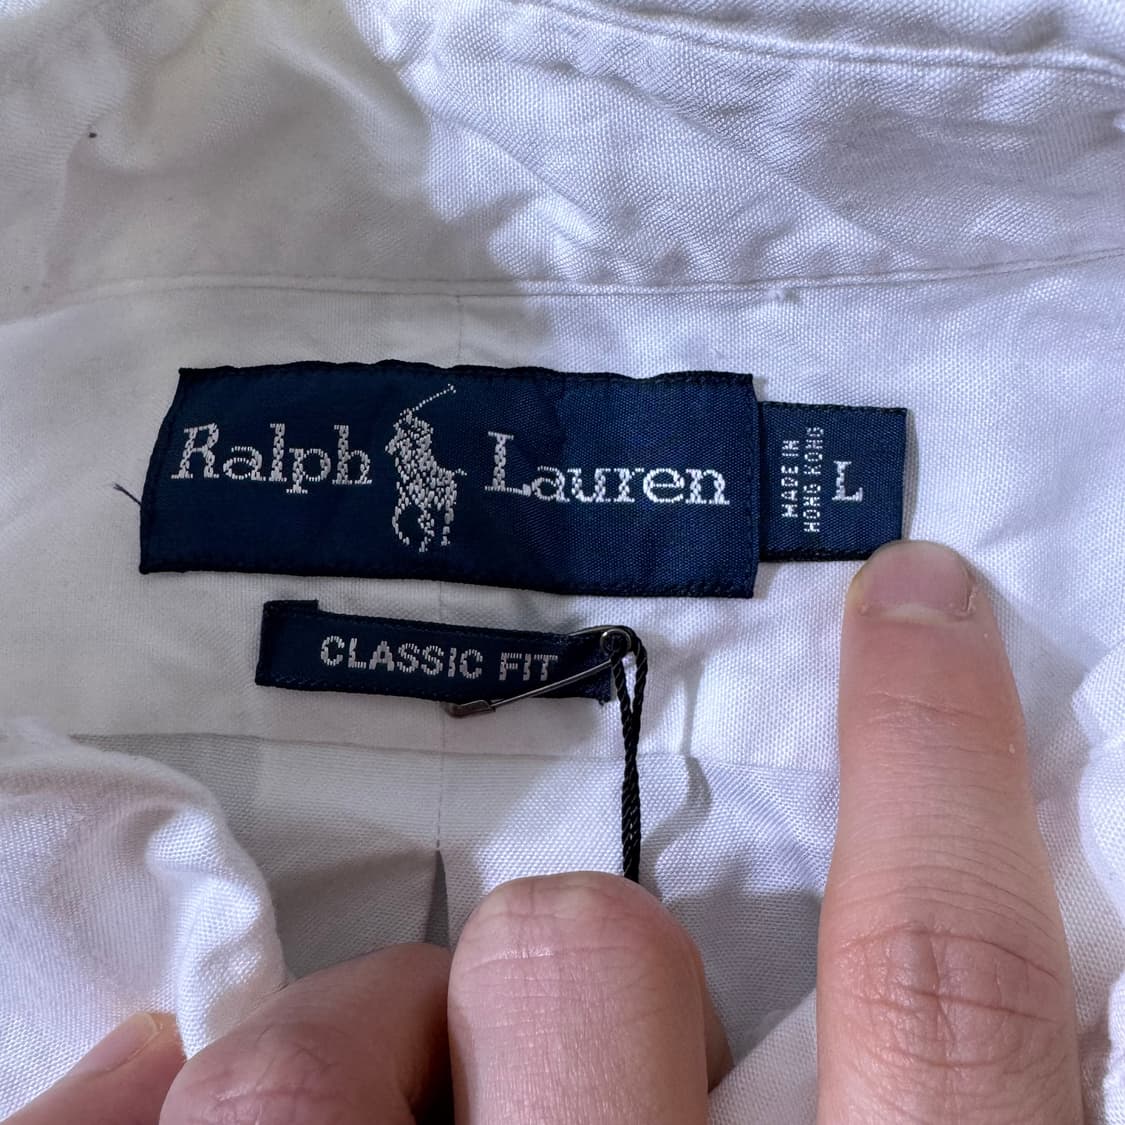 Ralph Lauren
MADE IN
HONG KONG
L
CLASSIC FIT